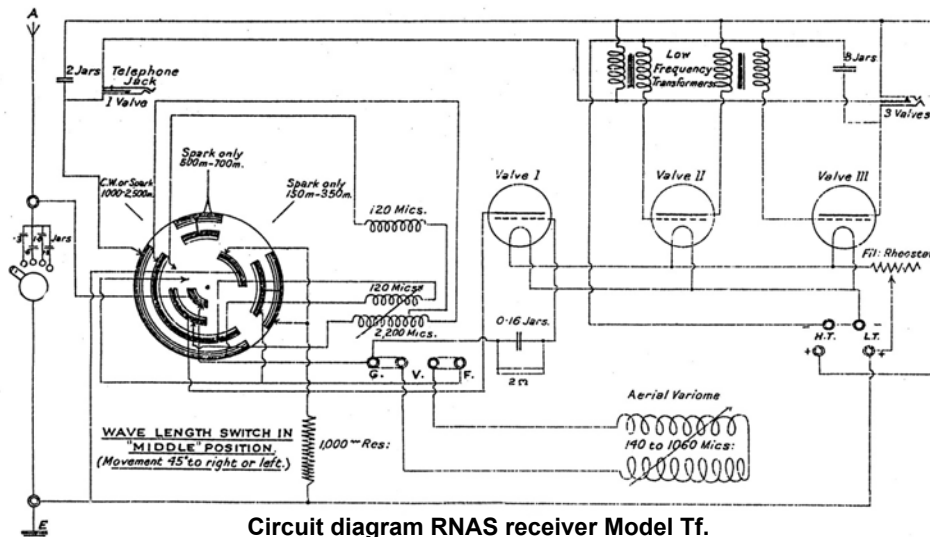 A
2 Jars
Telephone
Jack
1 Valve
Low
Frequency
Transformers
8 Jars
3 Valves
Spark only
500m-700m.
C.W. or Spark
1000-2,500m.
Spark only
150m-350m.
Valve I
Valve II
Valve III
120 Mics.
Jars
Fil: Rheostat
120 Mics
2,200 Mics.
0·16 Jars.
2Ω
H.T.
L.T.
G.
V.
F.
Aerial Variome
140 to 1060 Mics:
WAVE LENGTH SWITCH IN
"MIDDLE" POSITION.
(Movement 45° to right or left.)
1,000 Res:
E
Circuit diagram RNAS receiver Model Tf.